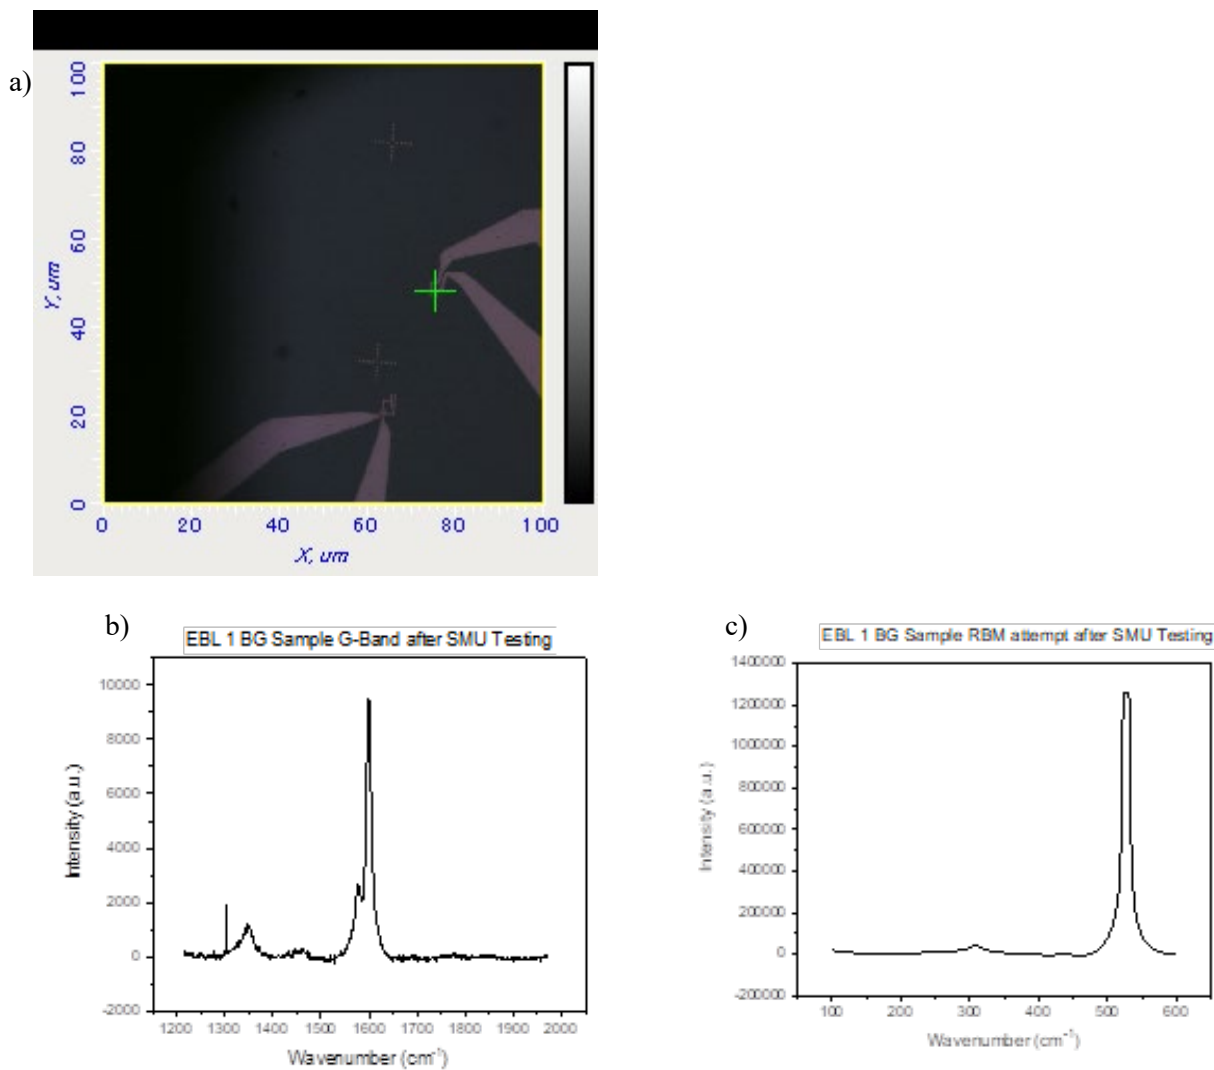 a)
100
80
60
40
20
0
Y, um
0 20 40 60 80 100
X, um
b)
EBL 1 BG Sample G-Band after SMU Testing
10000
8000
6000
4000
2000
0
-2000
Intensity (a.u.)
1200 1300 1400 1500 1600 1700 1800 1900 2000
Wavenumber (cm⁻¹)
c)
EBL 1 BG Sample RBM attempt after SMU Testing
1400000
1200000
1000000
800000
600000
400000
200000
0
-200000
Intensity (a.u.)
100 200 300 400 500 600
Wavenumber (cm⁻¹)